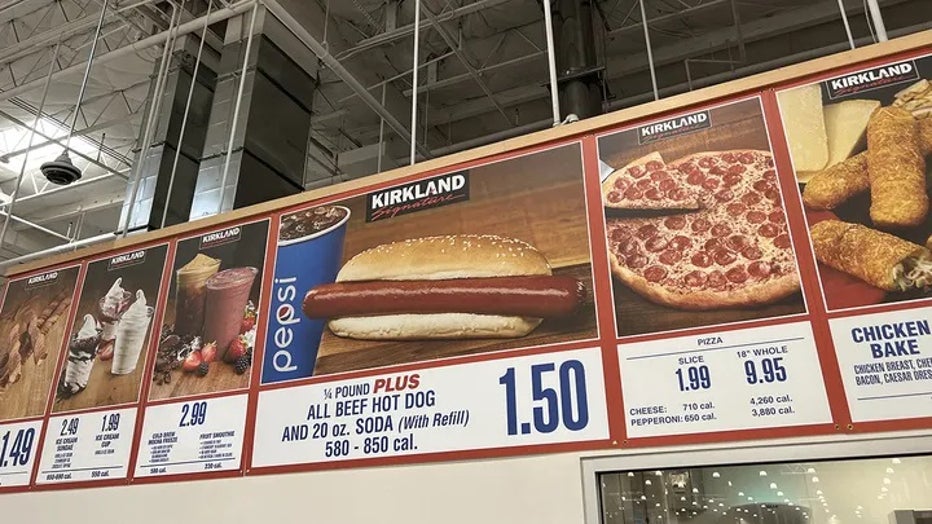 KIRKLAND
1.49
KIRKLAND
2.49
ICE CREAM
SUNDAE
1.99
ICE CREAM
CUP
550 cal.
KIRKLAND
2.99
COLD BREW
MOCHA FREEZE
FRUIT SMOOTHIE
KIRKLAND
Signature
pepsi
¼ POUND PLUS
ALL BEEF HOT DOG
AND 20 oz. SODA (With Refill)
580 - 850 cal.
1.50
KIRKLAND
Signature
PIZZA
SLICE
1.99
18" WHOLE
9.95
CHEESE: 710 cal. 4,260 cal.
PEPPERONI: 650 cal. 3,880 cal.
KIRKLAND
Signature
CHICKEN
BAKE
CHICKEN BREAST, CHE
BACON, CAESAR DRES